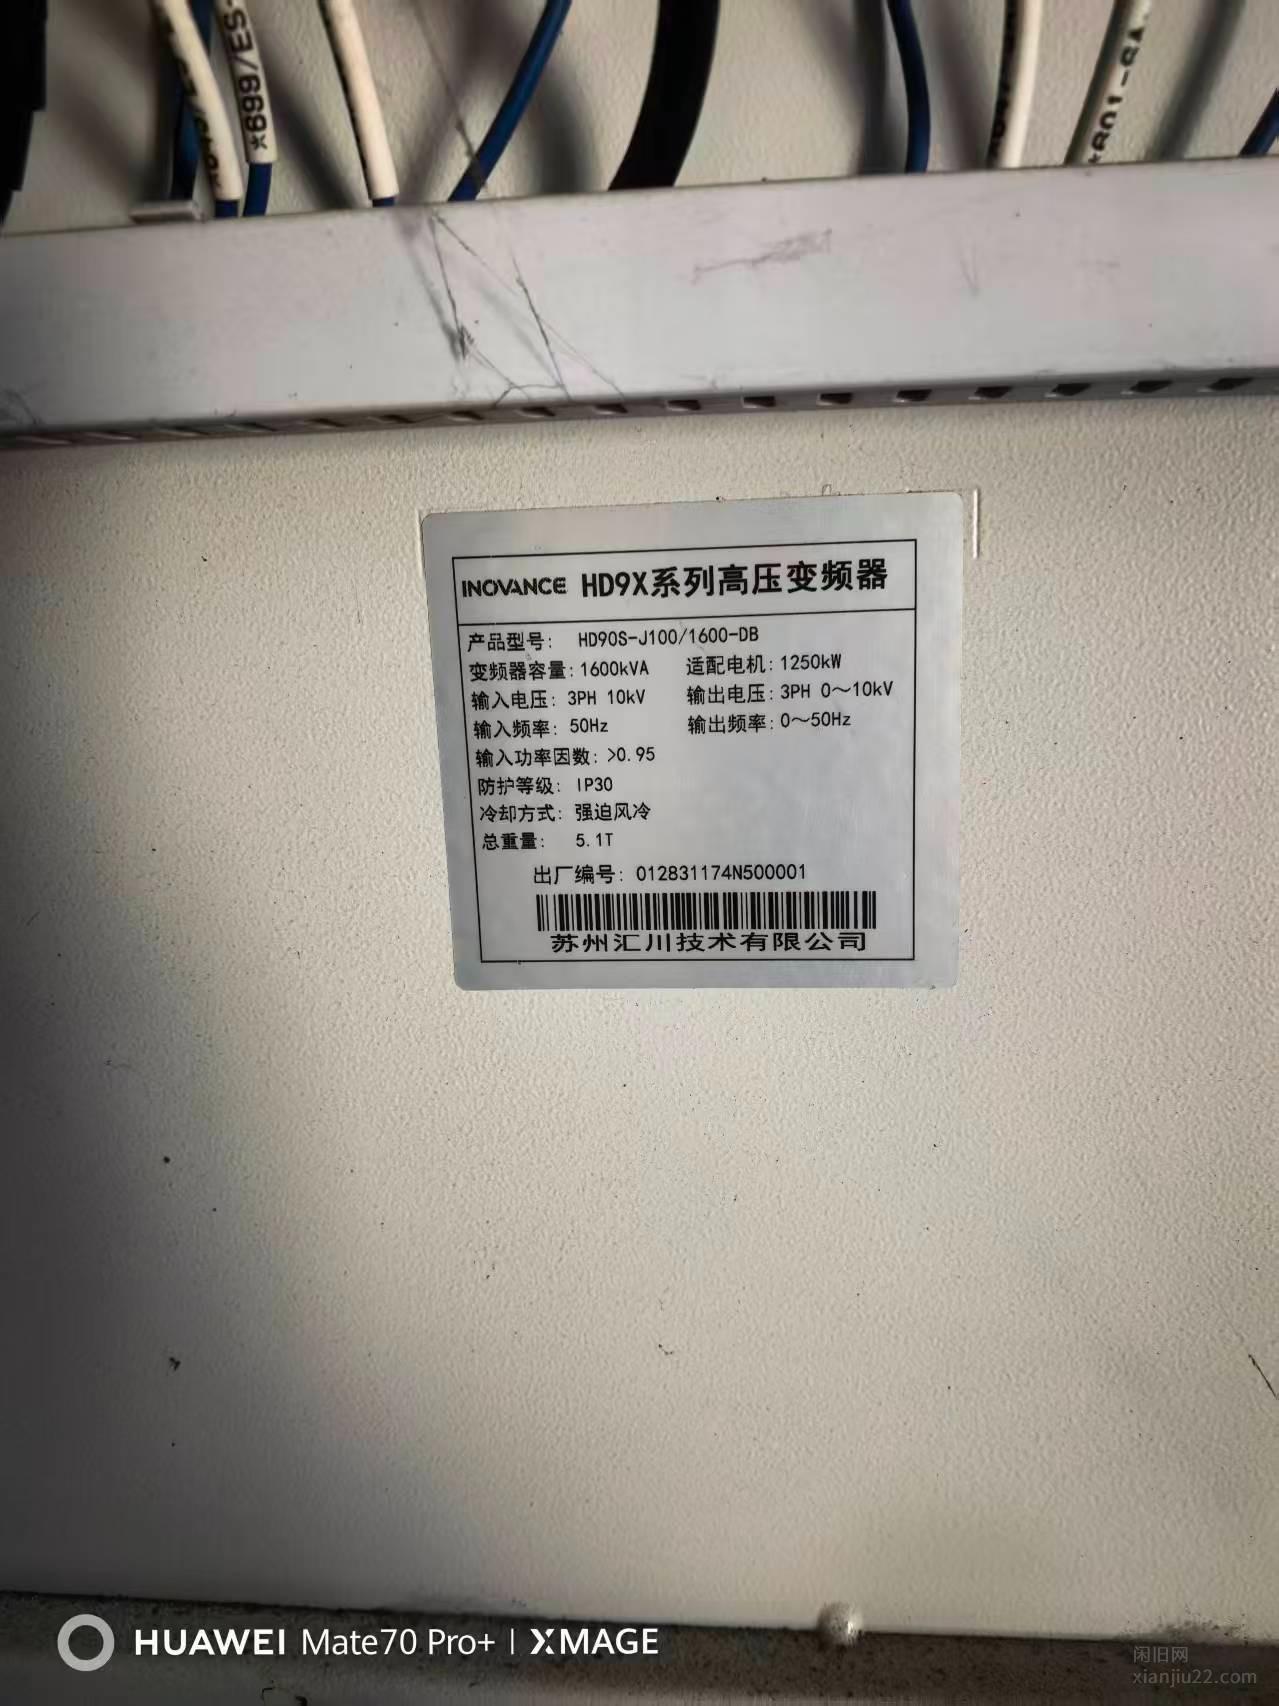 *699/ES-
*601-6A
INOVANCE HD9X系列高压变频器
产品型号: HD90S-J100/1600-DB
变频器容量:1600kVA 适配电机:1250kW
输入电压: 3PH 10kV 输出电压:3PH 0～10kV
输入频率: 50Hz 输出频率:0～50Hz
输入功率因数: >0.95
防护等级: IP30
冷却方式: 强迫风冷
总重量: 5.1T
出厂编号: 012831174N500001
苏州汇川技术有限公司
HUAWEI Mate70 Pro+ | XMAGE
闲旧网
xianjiu22.com